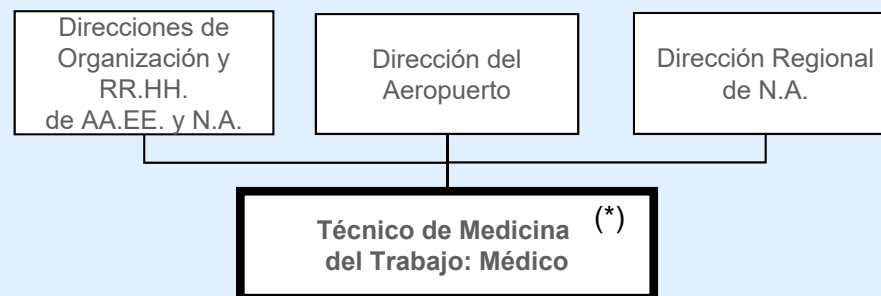 Direcciones de
Organización y
RR.HH.
de AA.EE. y N.A.
Dirección del
Aeropuerto
Dirección Regional
de N.A.
Técnico de Medicina (*)
del Trabajo: Médico